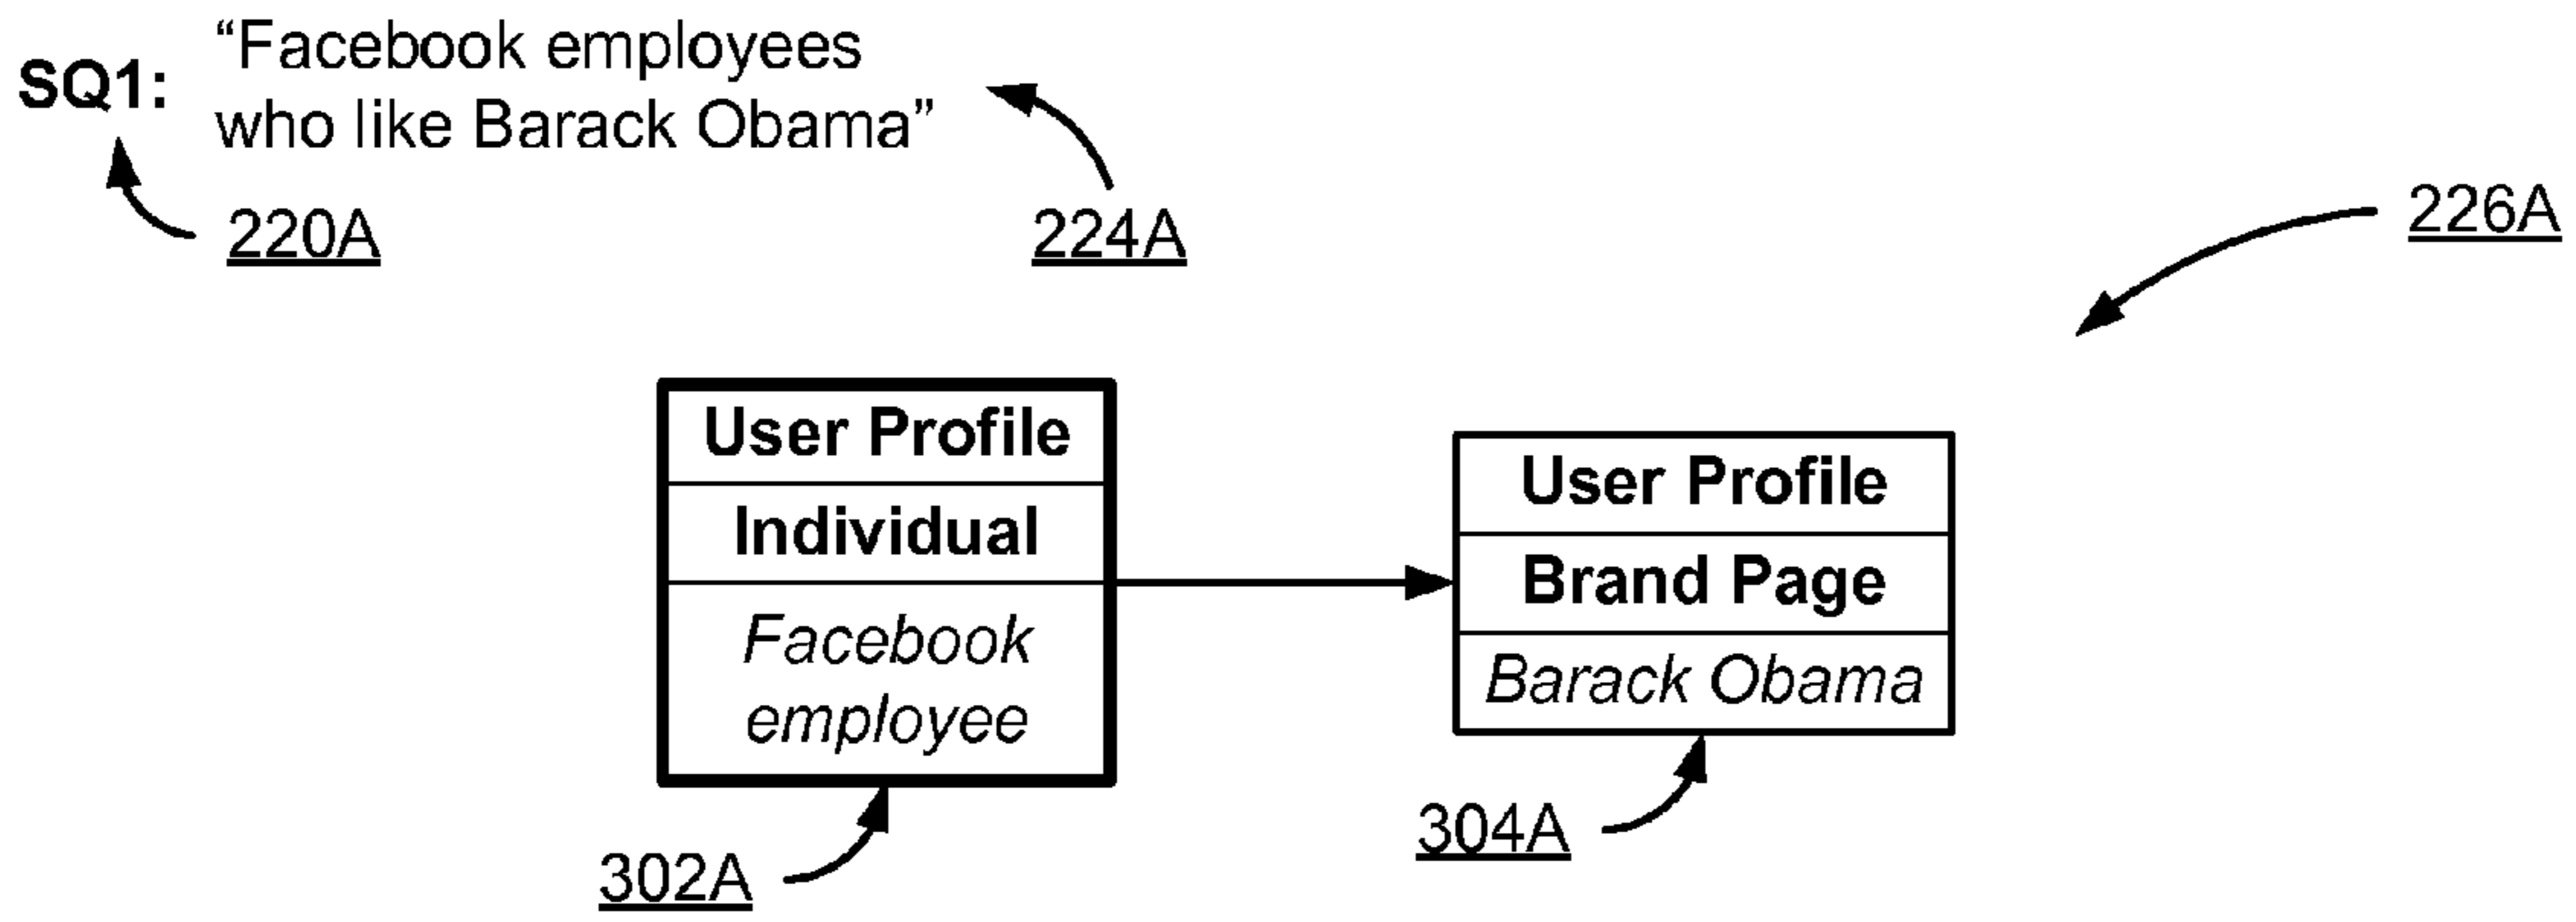 SQ1: “Facebook employees
who like Barack Obama”
220A
224A
226A
User Profile
Individual
Facebook
employee
User Profile
Brand Page
Barack Obama
302A
304A